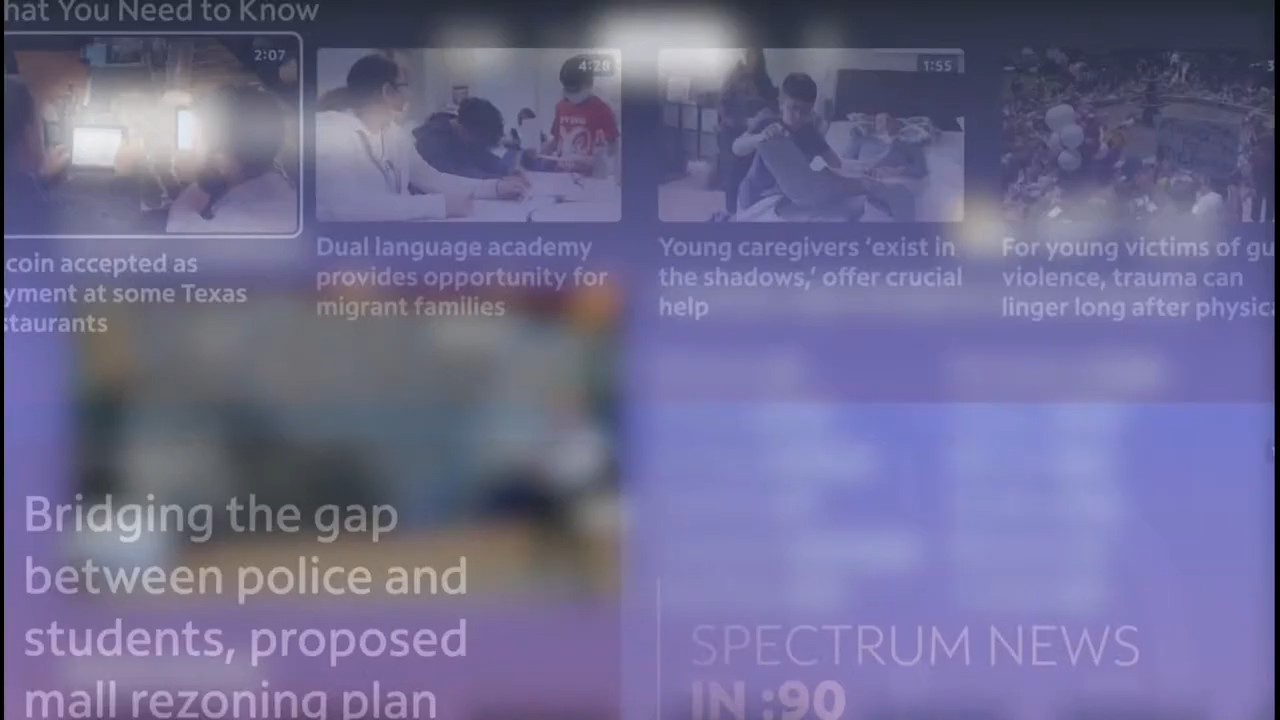 hat You Need to Know
2:07
4:28
1:55
3
coin accepted as
yment at some Texas
staurants
Dual language academy
provides opportunity for
migrant families
Young caregivers ‘exist in
the shadows,’ offer crucial
help
For young victims of gu
violence, trauma can
linger long after physica
Bridging the gap
between police and
students, proposed
mall rezoning plan
SPECTRUM NEWS
IN :90